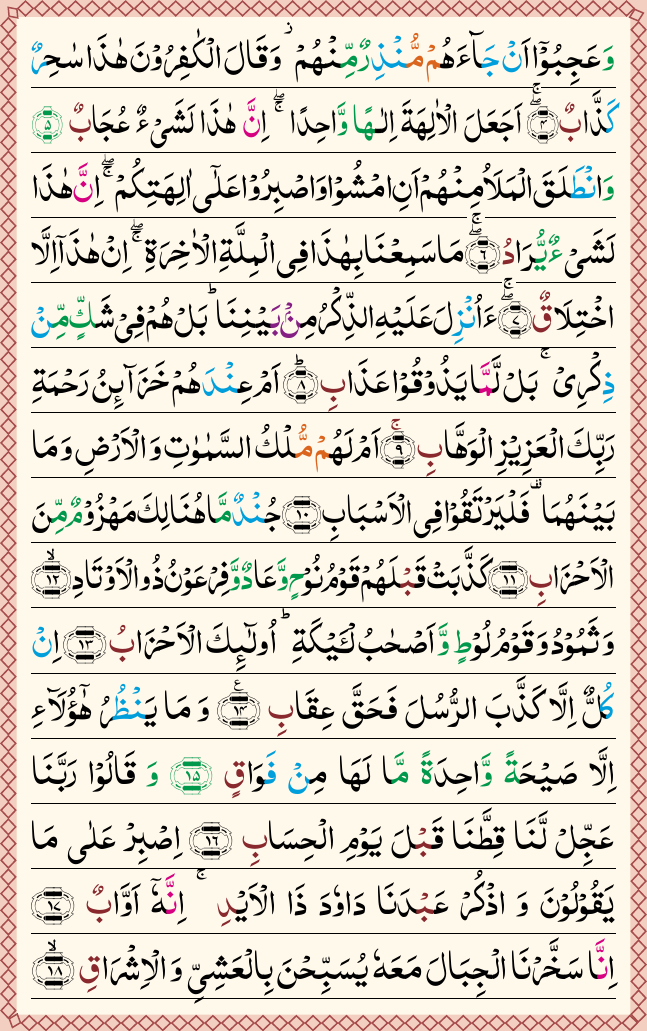 وَعَجِبُوْۤا اَنْ جَآءَهُمْ مُّنْذِرٌ مِّنْهُمْ ؗ وَقَالَ الْكٰفِرُوْنَ هٰذَا سٰحِرٌ
كَذَّابٌ ۖۚ ﴿۴﴾ اَجَعَلَ الْاٰلِهَةَ اِلٰـهًا وَّاحِدًا ۖۚ اِنَّ هٰذَا لَشَیْءٌ عُجَابٌ ﴿۵﴾
وَانْطَلَقَ الْمَلَاُ مِنْهُمْ اَنِ امْشُوْا وَاصْبِرُوْا عَلٰۤی اٰلِهَتِكُمْ ۖۚ اِنَّ هٰذَا
لَشَیْءٌ یُّرَادُ ۖۚ ﴿۶﴾ مَا سَمِعْنَا بِهٰذَا فِی الْمِلَّةِ الْاٰخِرَةِ ۖۚ اِنْ هٰذَاۤ اِلَّا
اخْتِلَاقٌ ۖۚ ﴿۷﴾ ءَاُنْزِلَ عَلَیْهِ الذِّكْرُ مِنْۢ بَیْنِنَا ؕ بَلْ هُمْ فِیْ شَكٍّ مِّنْ
ذِكْرِیْ ۚ بَلْ لَّمَّا یَذُوْقُوْا عَذَابِ ؕ ﴿۸﴾ اَمْ عِنْدَهُمْ خَزَآىِٕنُ رَحْمَةِ
رَبِّكَ الْعَزِیْزِ الْوَهَّابِ ۚ ﴿۹﴾ اَمْ لَهُمْ مُّلْكُ السَّمٰوٰتِ وَ الْاَرْضِ وَ مَا
بَیْنَهُمَا ۫ فَلْیَرْتَقُوْا فِی الْاَسْبَابِ ﴿۱۰﴾ جُنْدٌ مَّا هُنَالِكَ مَهْزُوْمٌ مِّنَ
الْاَحْزَابِ ﴿۱۱﴾ كَذَّبَتْ قَبْلَهُمْ قَوْمُ نُوْحٍ وَّعَادٌ وَّفِرْعَوْنُ ذُو الْاَوْتَادِ ۙ ﴿۱۲﴾
وَ ثَمُوْدُ وَ قَوْمُ لُوْطٍ وَّ اَصْحٰبُ لْـَٔیْكَةِ ؕ اُولٰٓىِٕكَ الْاَحْزَابُ ﴿۱۳﴾ اِنْ
كُلٌّ اِلَّا كَذَّبَ الرُّسُلَ فَحَقَّ عِقَابِ ﴿۱۴﴾ وَ مَا یَنْظُرُ هٰۤؤُلَآءِ
اِلَّا صَیْحَةً وَّاحِدَةً مَّا لَهَا مِنْ فَوَاقٍ ﴿۱۵﴾ وَ قَالُوْا رَبَّنَا
عَجِّلْ لَّنَا قِطَّنَا قَبْلَ یَوْمِ الْحِسَابِ ﴿۱۶﴾ اِصْبِرْ عَلٰی مَا
یَقُوْلُوْنَ وَ اذْكُرْ عَبْدَنَا دَاوٗدَ ذَا الْاَیْدِ ۚ اِنَّهٗۤ اَوَّابٌ ﴿۱۷﴾
اِنَّا سَخَّرْنَا الْجِبَالَ مَعَهٗ یُسَبِّحْنَ بِالْعَشِیِّ وَ الْاِشْرَاقِ ۙ ﴿۱۸﴾